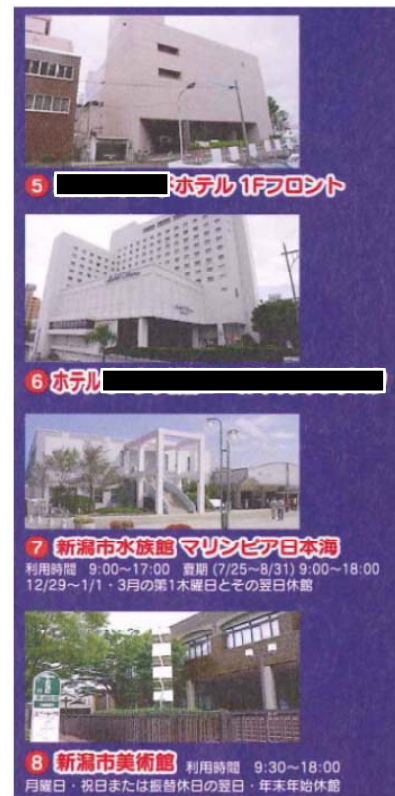 5 ドホテル 1Fフロント
6 ホテル
7 新潟市水族館 マリンピア日本海
利用時間 9:00～17:00 夏期 (7/25～8/31) 9:00～18:00
12/29～1/1・3月の第1木曜日とその翌日休館
8 新潟市美術館 利用時間 9:30～18:00
月曜日・祝日または振替休日の翌日・年末年始休館